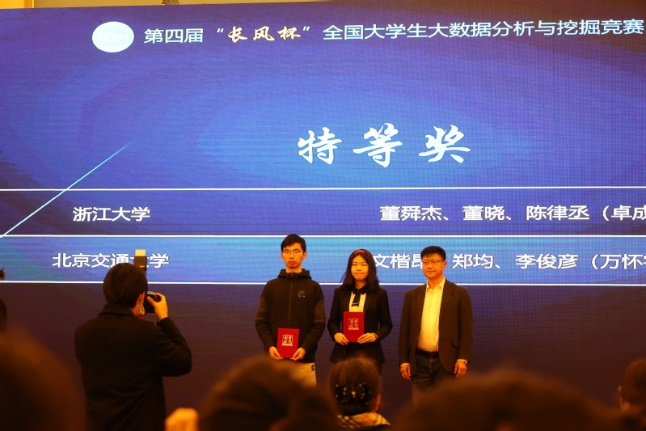 第四届“长风杯”全国大学生大数据分析与挖掘竞赛
特等奖
浙江大学 董舜杰、董晓、陈律丞（卓成
北京交通大学 文楷昂、郑均、李俊彦（万怀宇